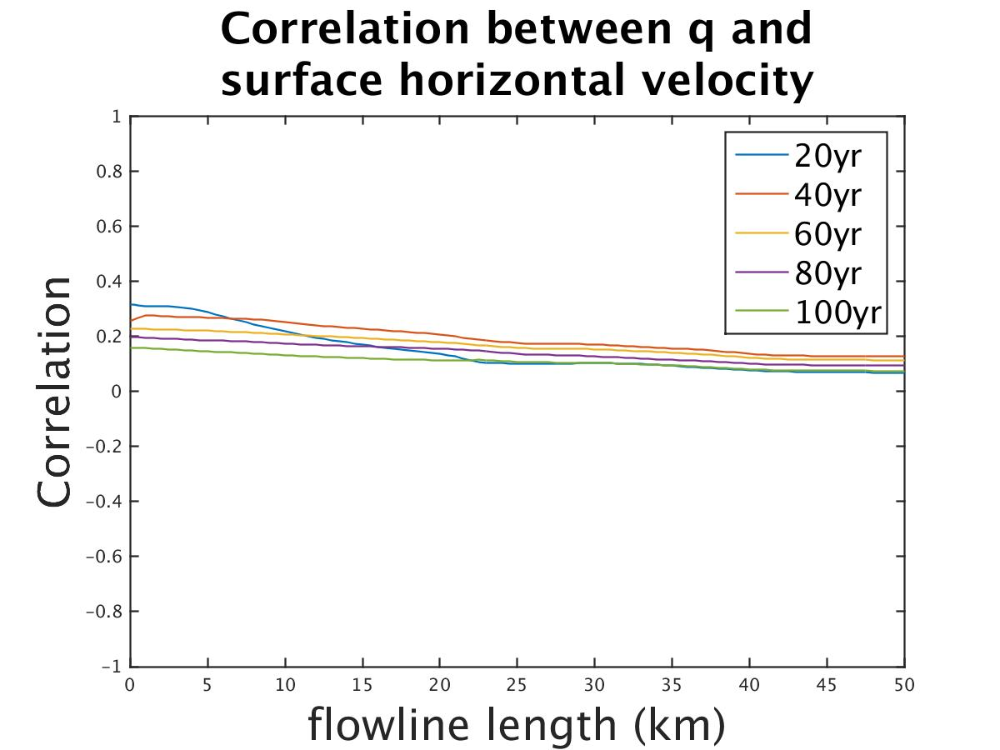 Correlation between q and
surface horizontal velocity
1
0.8
0.6
0.4
0.2
0
−0.2
−0.4
−0.6
−0.8
−1
Correlation
20yr
40yr
60yr
80yr
100yr
0 5 10 15 20 25 30 35 40 45 50
flowline length (km)